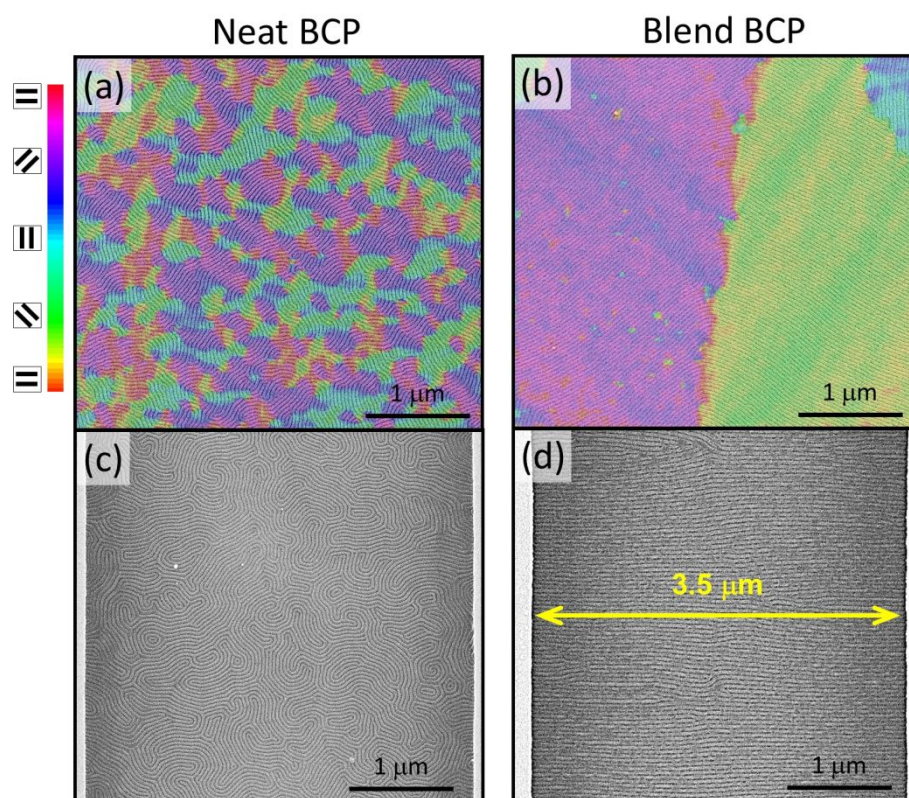 Neat BCP
Blend BCP
(a)
(b)
1 μm
1 μm
(c)
(d)
3.5 μm
1 μm
1 μm